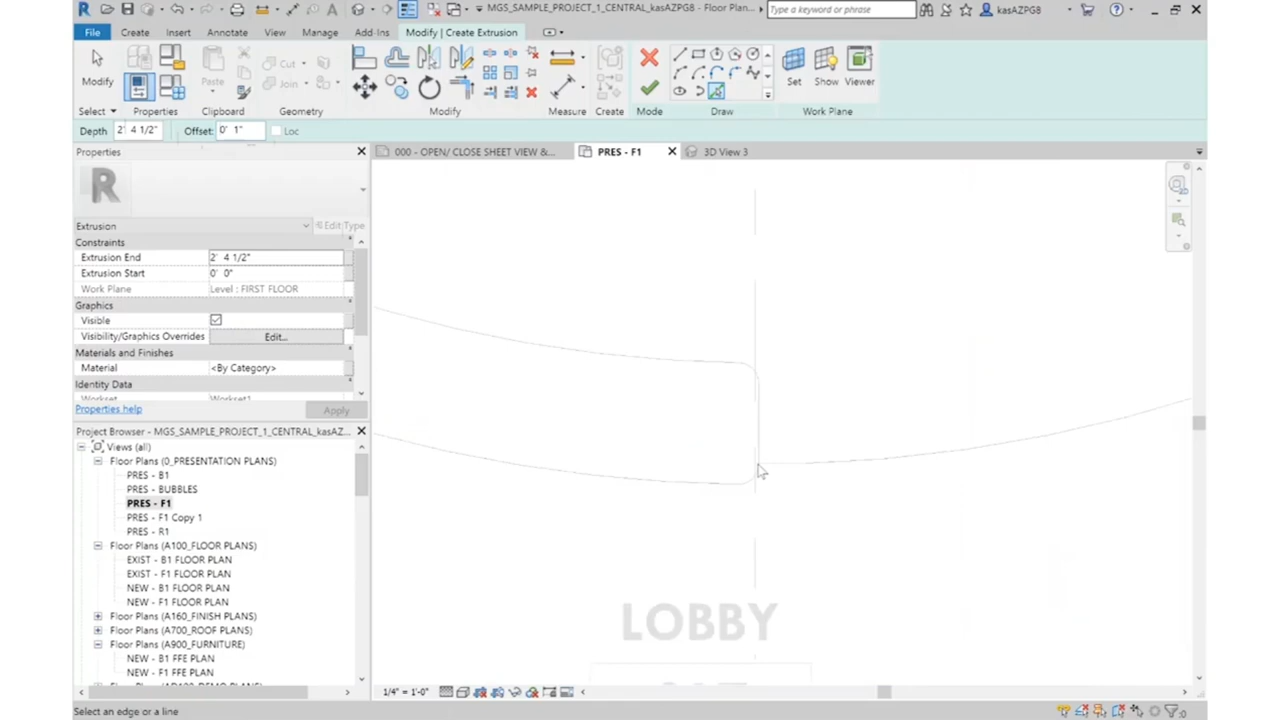 MGS_SAMPLE_PROJECT_1_CENTRAL_kasAZPG8 - Floor Plan...
Type a keyword or phrase
kasAZPG8
File
Create
Insert
Annotate
View
Manage
Add-Ins
Modify | Create Extrusion
Modify
Paste
Cut
Join
Set
Show
Viewer
Select
Properties
Clipboard
Geometry
Modify
Measure
Create
Mode
Draw
Work Plane
Depth 2' 4 1/2" Offset: 0' 1"
Properties
000 - OPEN/ CLOSE SHEET VIEW &...
PRES - F1
3D View 3
Extrusion
Edit Type
Constraints
Extrusion End 2' 4 1/2"
Extrusion Start 0' 0"
Work Plane Level : FIRST FLOOR
Graphics
Visible
Visibility/Graphics Overrides Edit...
Materials and Finishes
Material <By Category>
Identity Data
Workset Workset1
Properties help
Apply
Project Browser - MGS_SAMPLE_PROJECT_1_CENTRAL_kasAZ...
Views (all)
Floor Plans (0_PRESENTATION PLANS)
PRES - B1
PRES - BUBBLES
PRES - F1
PRES - F1 Copy 1
PRES - R1
Floor Plans (A100_FLOOR PLANS)
EXIST - B1 FLOOR PLAN
EXIST - F1 FLOOR PLAN
NEW - B1 FLOOR PLAN
NEW - F1 FLOOR PLAN
Floor Plans (A160_FINISH PLANS)
Floor Plans (A700_ROOF PLANS)
Floor Plans (A900_FURNITURE)
NEW - B1 FFE PLAN
NEW - F1 FFE PLAN
LOBBY
1/4" = 1'-0"
Select an edge or a line
:0